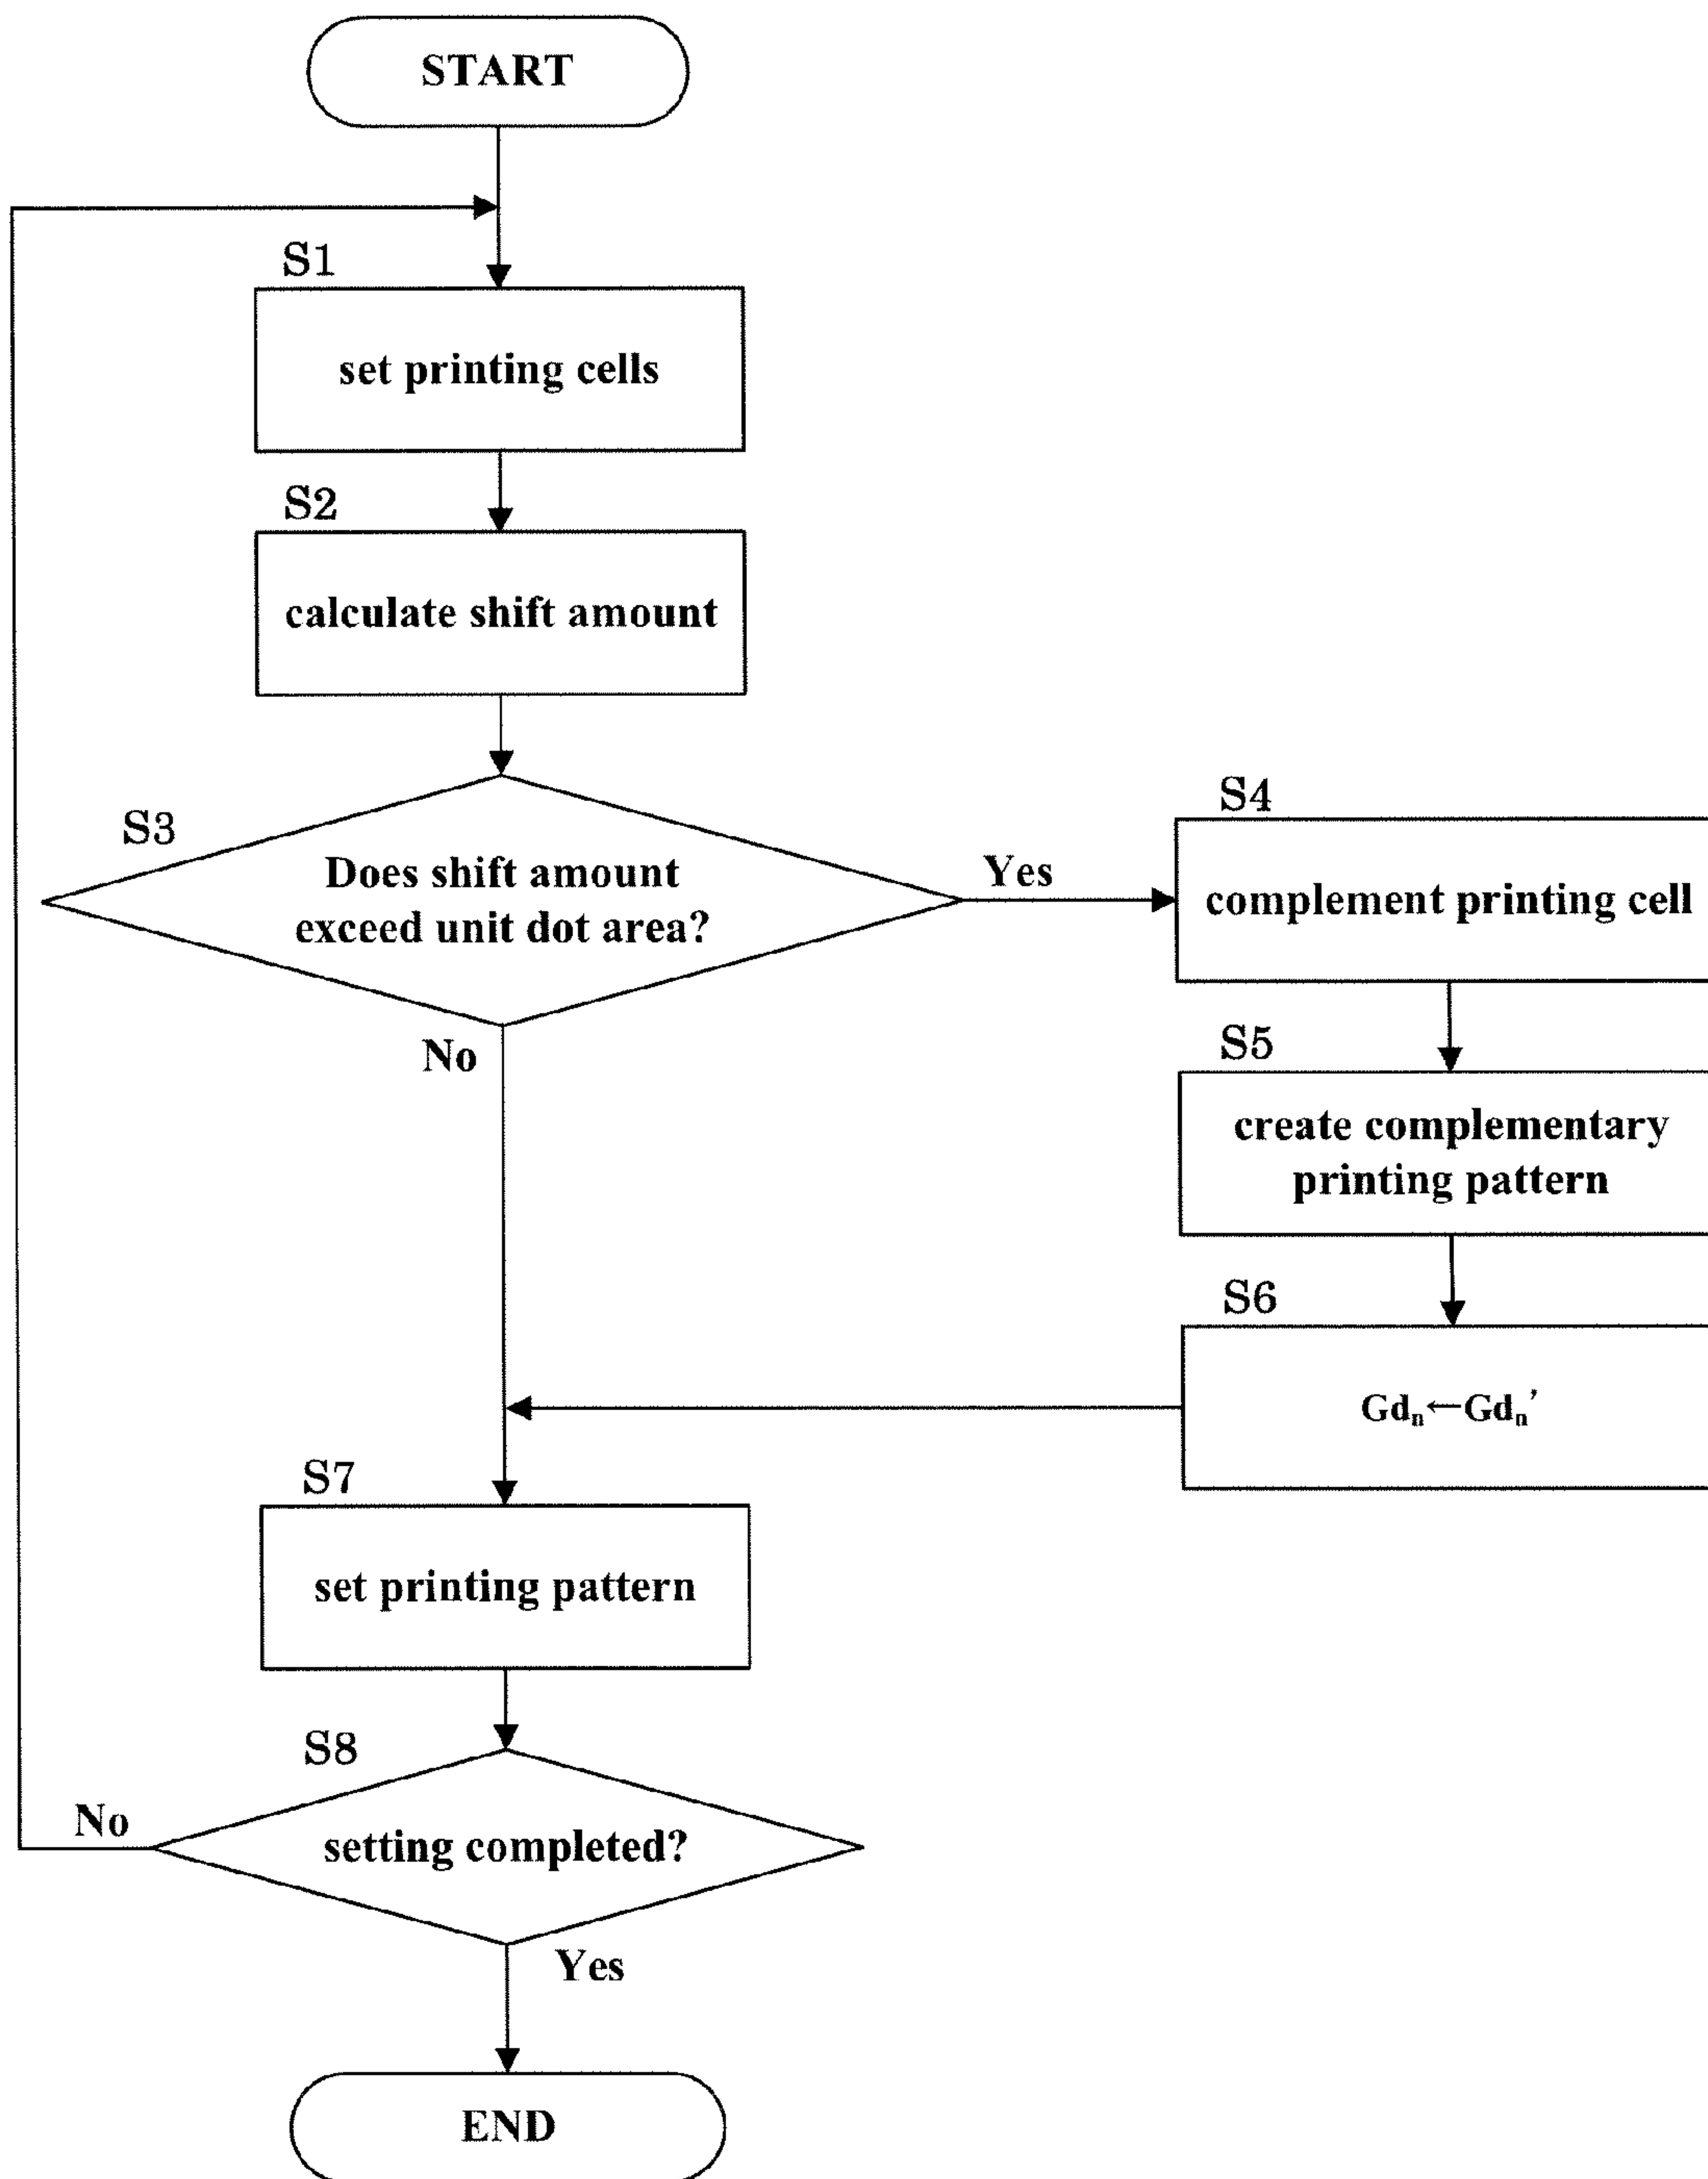 START
S1
set printing cells
S2
calculate shift amount
S3
Does shift amount
exceed unit dot area?
Yes
No
S4
complement printing cell
S5
create complementary
printing pattern
S6
Gdₙ←Gdₙ’
S7
set printing pattern
S8
setting completed?
No
Yes
END